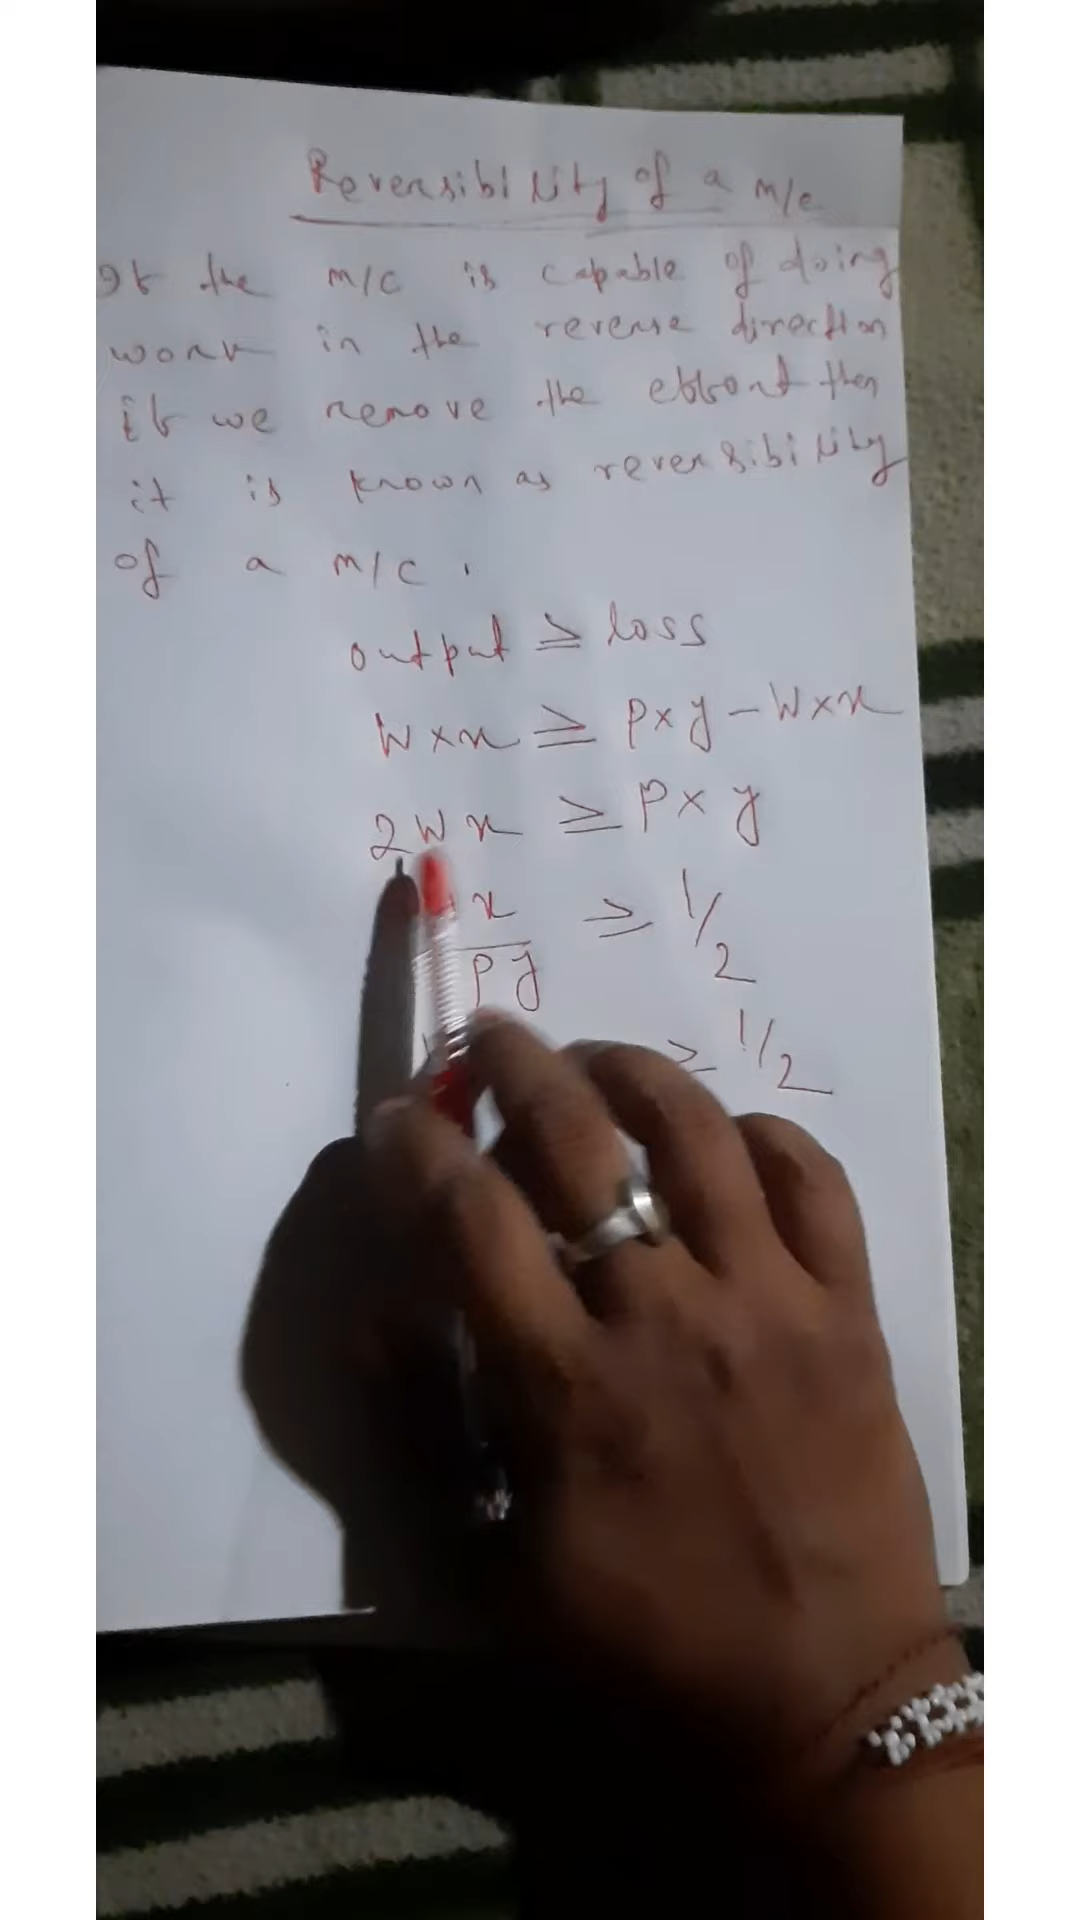 Reversibility of a m/c
If the m/c is capable of doing
work in the reverse direction
if we remove the effort then
it is known as reversibility
of a m/c .
output ≥ loss
W × x ≥ P × y − W × x
2 W x ≥ P × y
x / P y ≥ 1/2
≥ 1/2